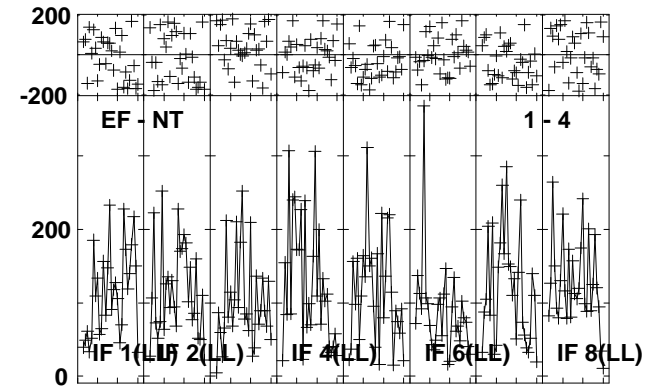 200
-200
EF - NT 1 - 4
200
IF 1(LL) IF 2(LL) IF 4(LL) IF 6(LL) IF 8(LL)
0